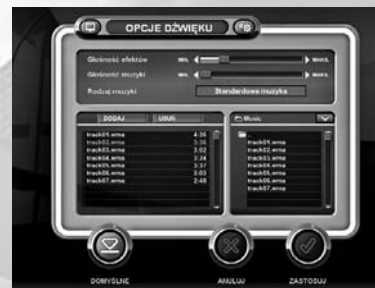 OPCJE DŹWIĘKU
Głośność efektów MIN. MAKS.
Głośność muzyki MIN. MAKS.
Rodzaj muzyki Standardowa muzyka
DODAJ USUŃ
track01.wma 4:36
track02.wma 3:36
track03.wma 3:02
track04.wma 3:24
track05.wma 3:57
track06.wma 3:03
track07.wma 2:40
Music
..
track01.wma
track02.wma
track03.wma
track04.wma
track05.wma
track06.wma
track07.wma
DOMYŚLNE ANULUJ ZASTOSUJ